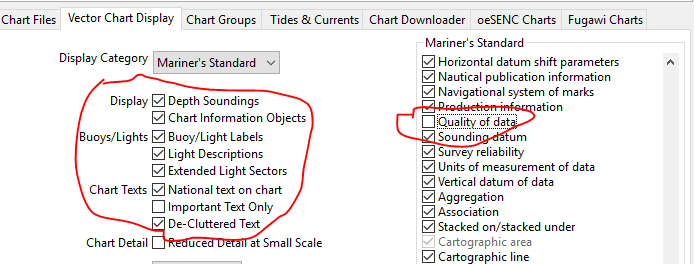 Chart Files Vector Chart Display Chart Groups Tides & Currents Chart Downloader oeSENC Charts Fugawi Charts
Display Category Mariner's Standard
Display Depth Soundings
Chart Information Objects
Buoys/Lights Buoy/Light Labels
Light Descriptions
Extended Light Sectors
Chart Texts National text on chart
Important Text Only
De-Cluttered Text
Chart Detail Reduced Detail at Small Scale
Mariner's Standard
Horizontal datum shift parameters
Nautical publication information
Navigational system of marks
Production information
Quality of data
Sounding datum
Survey reliability
Units of measurement of data
Vertical datum of data
Aggregation
Association
Stacked on/stacked under
Cartographic area
Cartographic line